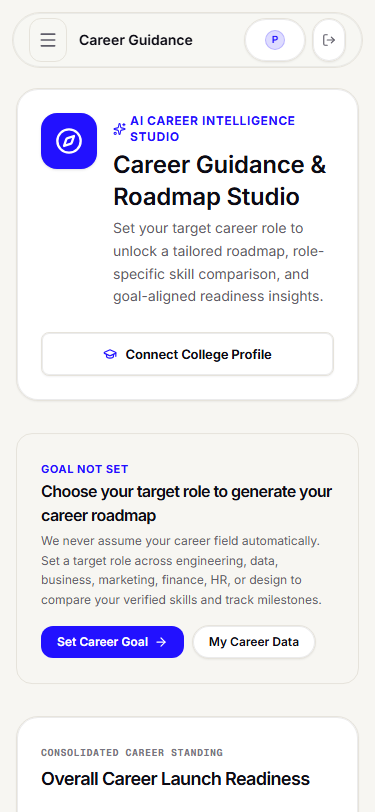 Career Guidance
P
AI CAREER INTELLIGENCE
STUDIO
Career Guidance &
Roadmap Studio
Set your target career role to
unlock a tailored roadmap, role-
specific skill comparison, and
goal-aligned readiness insights.
Connect College Profile
GOAL NOT SET
Choose your target role to generate your
career roadmap
We never assume your career field automatically.
Set a target role across engineering, data,
business, marketing, finance, HR, or design to
compare your verified skills and track milestones.
Set Career Goal →
My Career Data
CONSOLIDATED CAREER STANDING
Overall Career Launch Readiness